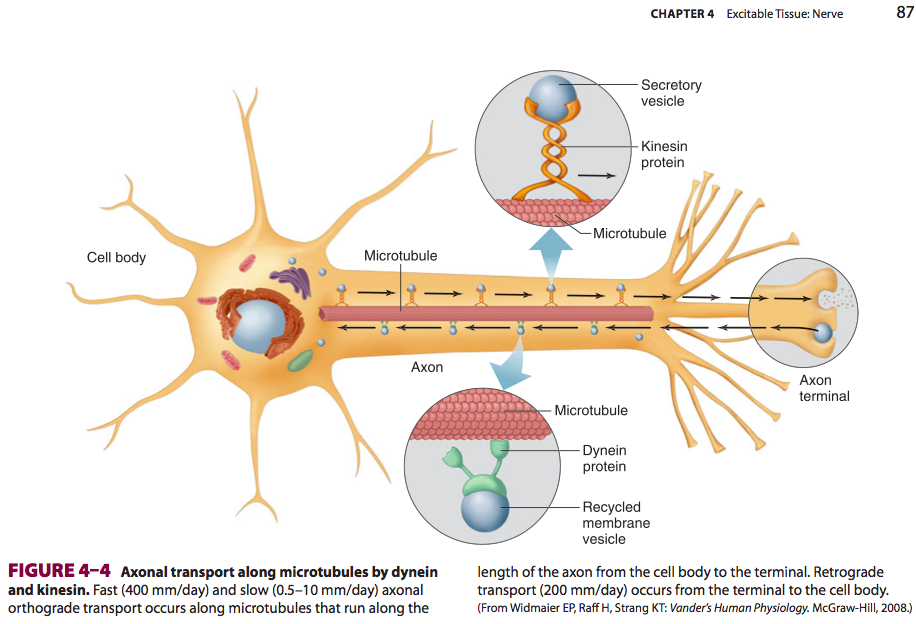 CHAPTER 4 Excitable Tissue: Nerve 87
Secretory
vesicle
Kinesin
protein
Microtubule
Cell body
Microtubule
Axon
Axon
terminal
Microtubule
Dynein
protein
Recycled
membrane
vesicle
FIGURE 4–4 Axonal transport along microtubules by dynein
and kinesin. Fast (400 mm/day) and slow (0.5–10 mm/day) axonal
orthograde transport occurs along microtubules that run along the
length of the axon from the cell body to the terminal. Retrograde
transport (200 mm/day) occurs from the terminal to the cell body.
(From Widmaier EP, Raff H, Strang KT: Vander’s Human Physiology. McGraw-Hill, 2008.)